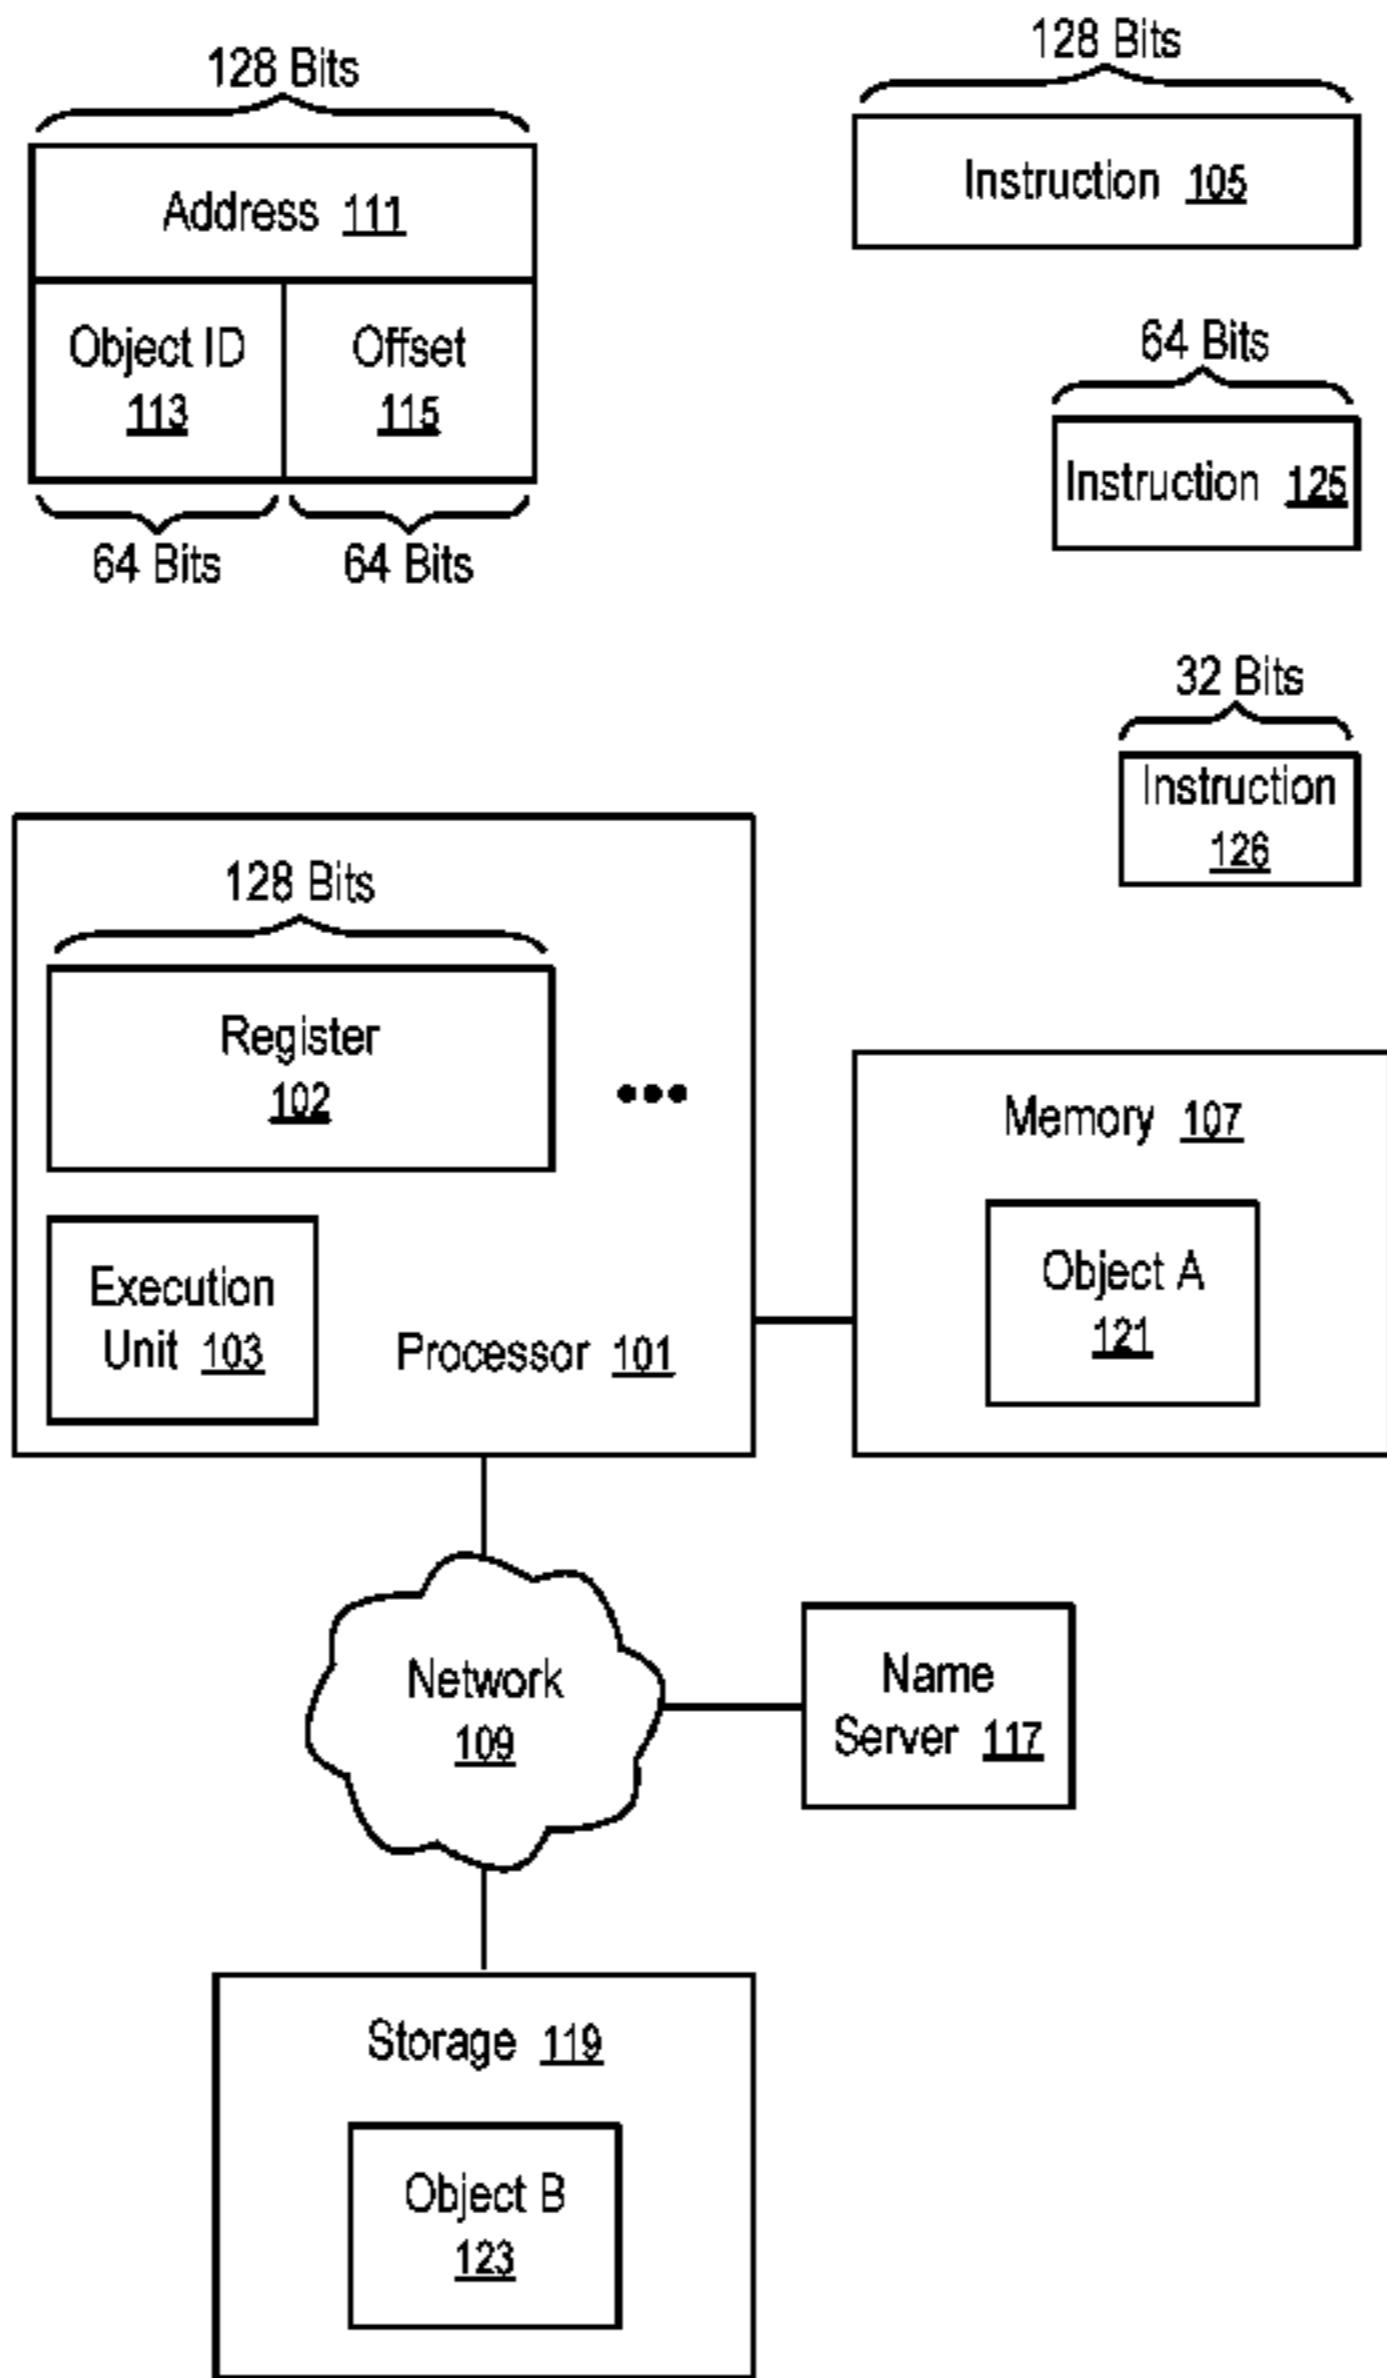 128 Bits
Address 111
Object ID
113
Offset
115
64 Bits
64 Bits
128 Bits
Instruction 105
64 Bits
Instruction 125
32 Bits
Instruction
126
128 Bits
Register
102
•••
Execution
Unit 103
Processor 101
Memory 107
Object A
121
Network
109
Name
Server 117
Storage 119
Object B
123